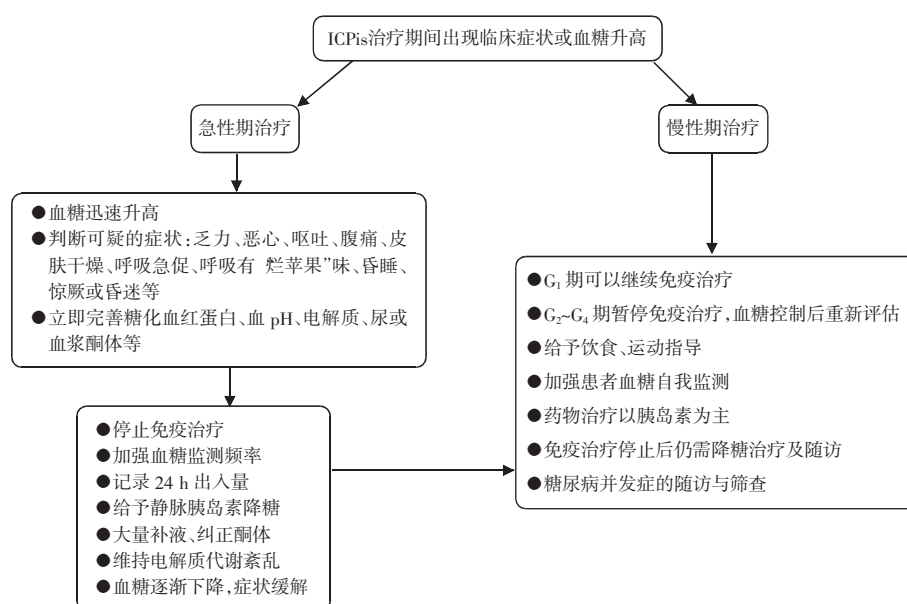 ICPis治疗期间出现临床症状或血糖升高
急性期治疗
慢性期治疗
●血糖迅速升高
●判断可疑的症状:乏力、恶心、呕吐、腹痛、皮
肤干燥、呼吸急促、呼吸有 烂苹果”味、昏睡、
惊厥或昏迷等
●立即完善糖化血红蛋白、血 pH、电解质、尿或
血浆酮体等
●停止免疫治疗
●加强血糖监测频率
●记录 24 h 出入量
●给予静脉胰岛素降糖
●大量补液、纠正酮体
●维持电解质代谢紊乱
●血糖逐渐下降,症状缓解
●G₁ 期可以继续免疫治疗
●G₂~G₄ 期暂停免疫治疗,血糖控制后重新评估
●给予饮食、运动指导
●加强患者血糖自我监测
●药物治疗以胰岛素为主
●免疫治疗停止后仍需降糖治疗及随访
●糖尿病并发症的随访与筛查